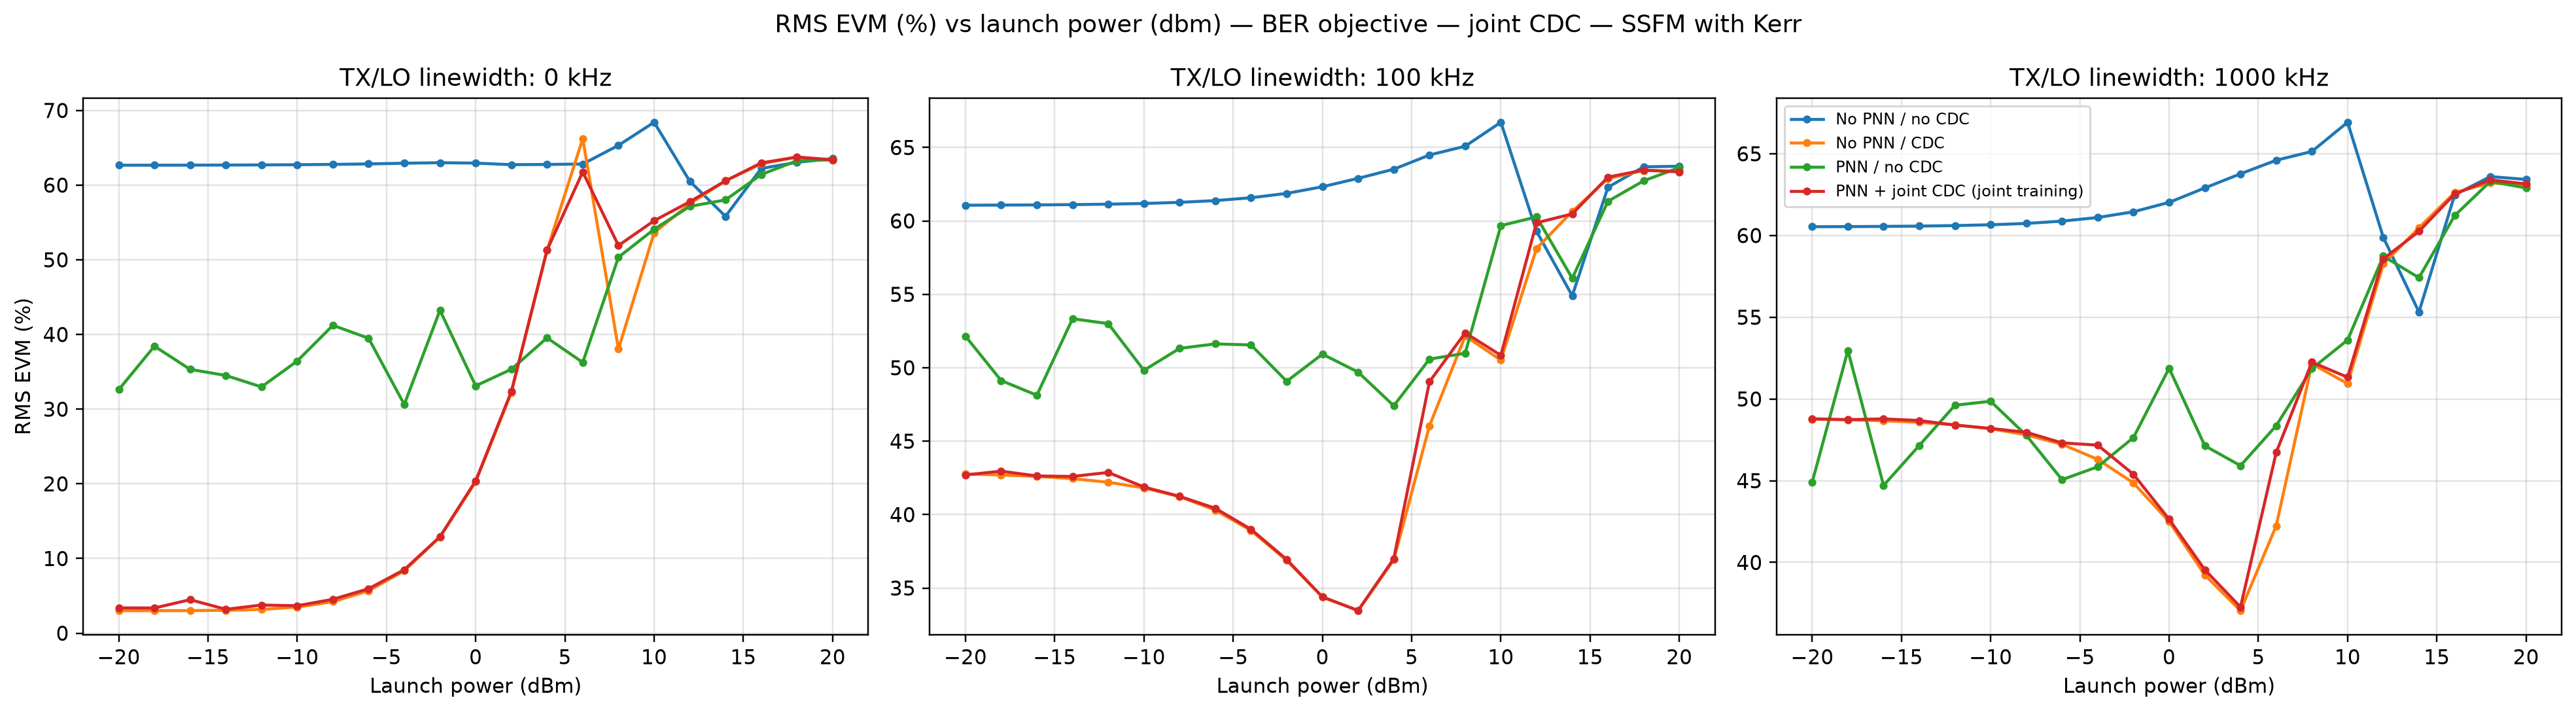 RMS EVM (%) vs launch power (dbm) — BER objective — joint CDC — SSFM with Kerr
TX/LO linewidth: 0 kHz
RMS EVM (%)
70
60
50
40
30
20
10
0
−20 −15 −10 −5 0 5 10 15 20
Launch power (dBm)
TX/LO linewidth: 100 kHz
65
60
55
50
45
40
35
−20 −15 −10 −5 0 5 10 15 20
Launch power (dBm)
TX/LO linewidth: 1000 kHz
No PNN / no CDC
No PNN / CDC
PNN / no CDC
PNN + joint CDC (joint training)
65
60
55
50
45
40
−20 −15 −10 −5 0 5 10 15 20
Launch power (dBm)